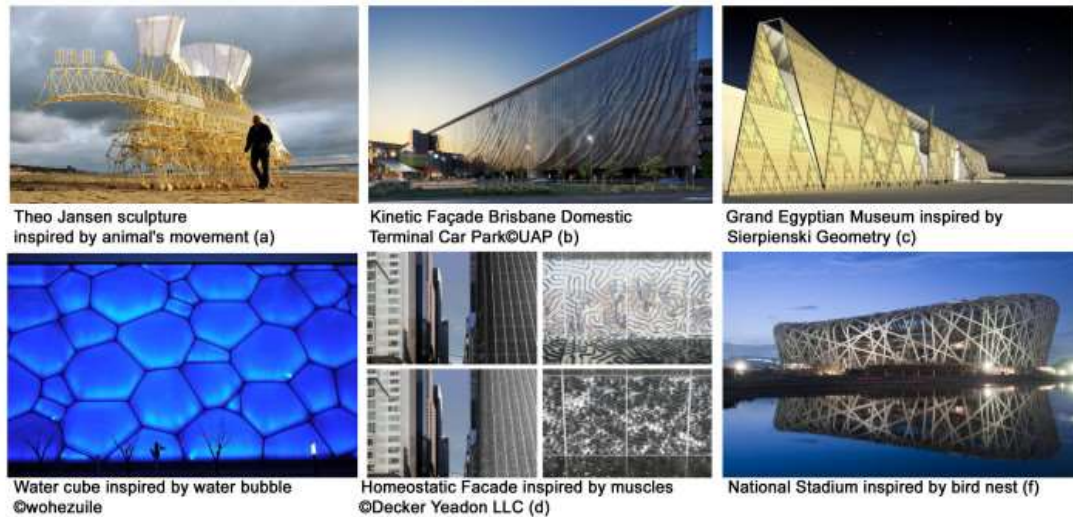 Theo Jansen sculpture
inspired by animal's movement (a)
Kinetic Façade Brisbane Domestic
Terminal Car Park©UAP (b)
Grand Egyptian Museum inspired by
Sierpienski Geometry (c)
Water cube inspired by water bubble
©wohezuile
Homeostatic Facade inspired by muscles
©Decker Yeadon LLC (d)
National Stadium inspired by bird nest (f)